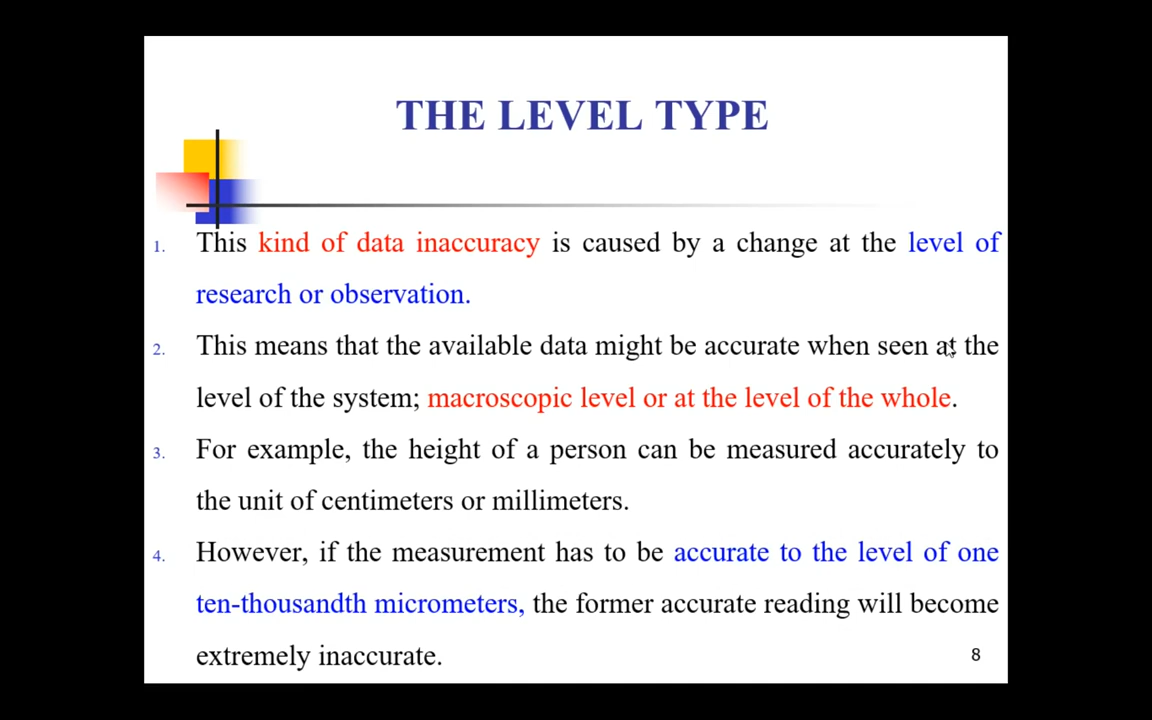 THE LEVEL TYPE
1. This kind of data inaccuracy is caused by a change at the level of
research or observation.
2. This means that the available data might be accurate when seen at the
level of the system; macroscopic level or at the level of the whole.
3. For example, the height of a person can be measured accurately to
the unit of centimeters or millimeters.
4. However, if the measurement has to be accurate to the level of one
ten-thousandth micrometers, the former accurate reading will become
extremely inaccurate.
8